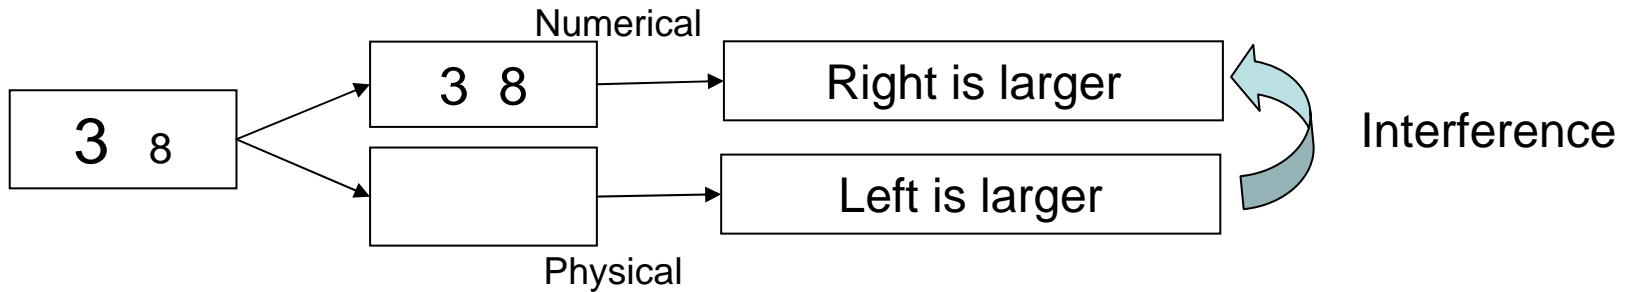 3 8
Numerical
3 8
Right is larger
Left is larger
Physical
Interference